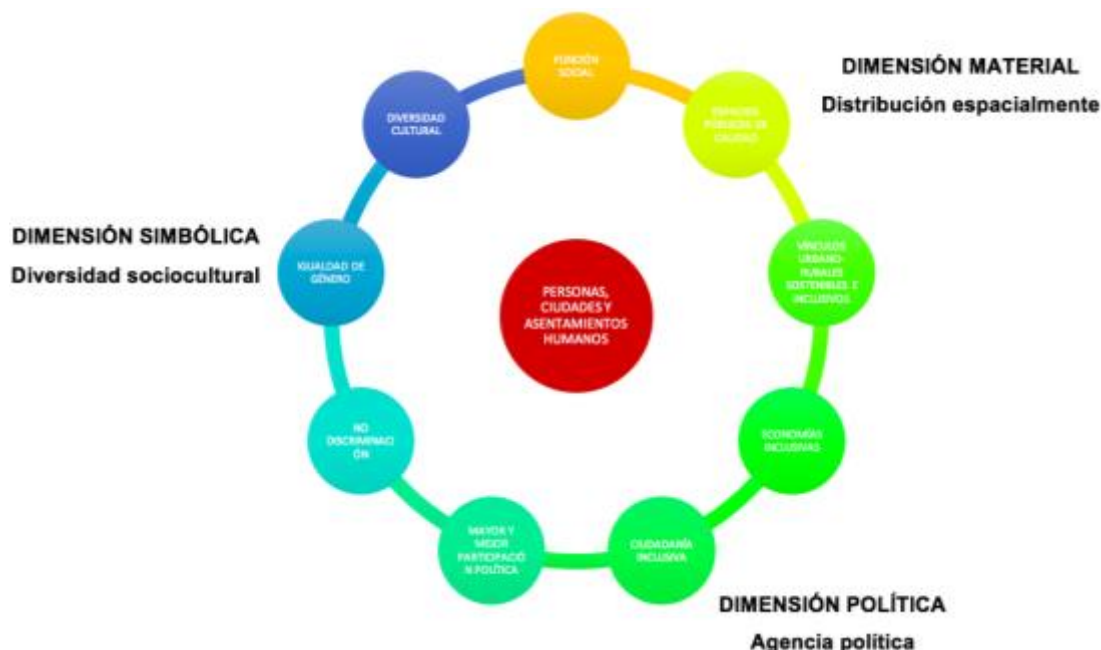 FUNCIÓN
SOCIAL
DIMENSIÓN MATERIAL
Distribución espacialmente
ESPACIOS
PÚBLICOS DE
CALIDAD
DIVERSIDAD
CULTURAL
DIMENSIÓN SIMBÓLICA
Diversidad sociocultural
IGUALDAD DE
GÉNERO
VÍNCULOS
URBANO-
RURALES
SOSTENIBLES E
INCLUSIVOS
PERSONAS,
CIUDADES Y
ASENTAMIENTOS
HUMANOS
NO
DISCRIMINACI
ÓN
ECONOMÍAS
INCLUSIVAS
MAYOR Y
MEJOR
PARTICIPACIÓ
N POLÍTICA
CIUDADANÍA
INCLUSIVA
DIMENSIÓN POLÍTICA
Agencia política